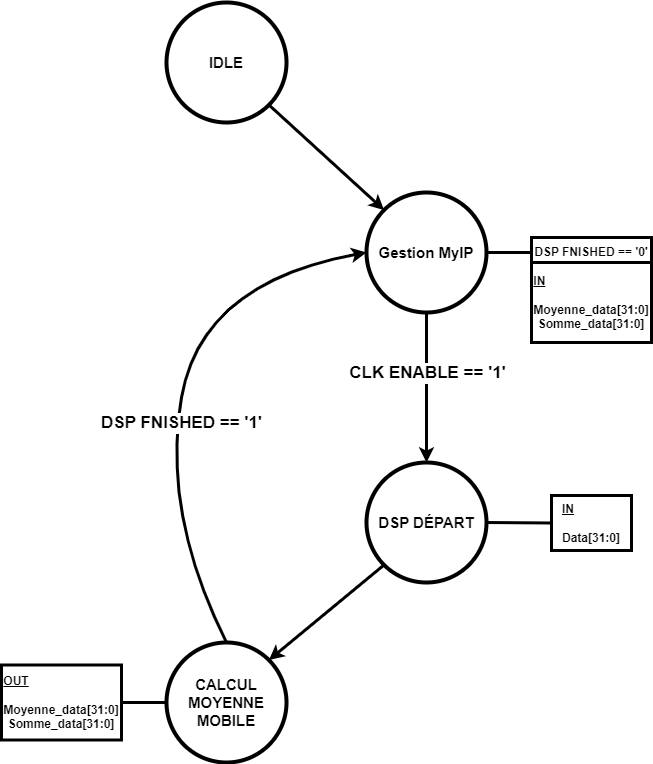 IDLE
Gestion MyIP
DSP FNISHED == '0'
IN
Moyenne_data[31:0]
Somme_data[31:0]
CLK ENABLE == '1'
DSP FNISHED == '1'
DSP DÉPART
IN
Data[31:0]
CALCUL
MOYENNE
MOBILE
OUT
Moyenne_data[31:0]
Somme_data[31:0]